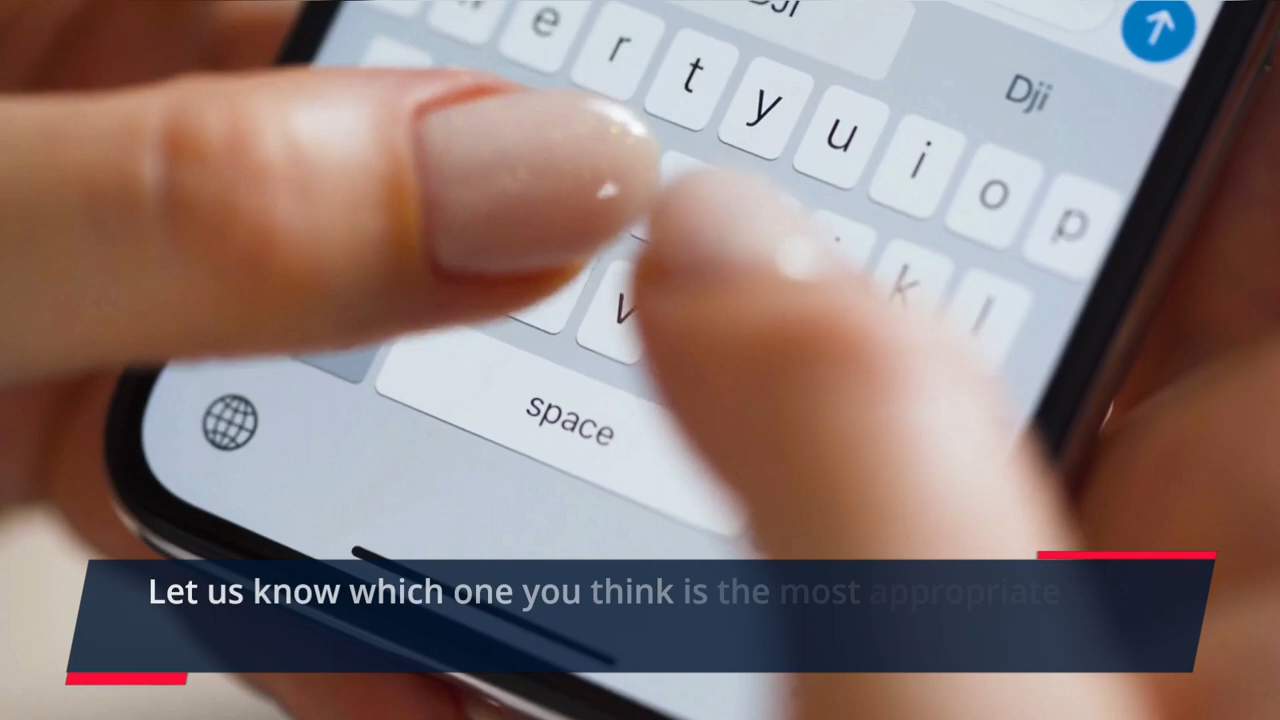 Dji
e r t y u i o p
k l
v
space
Let us know which one you think is the most appropriate